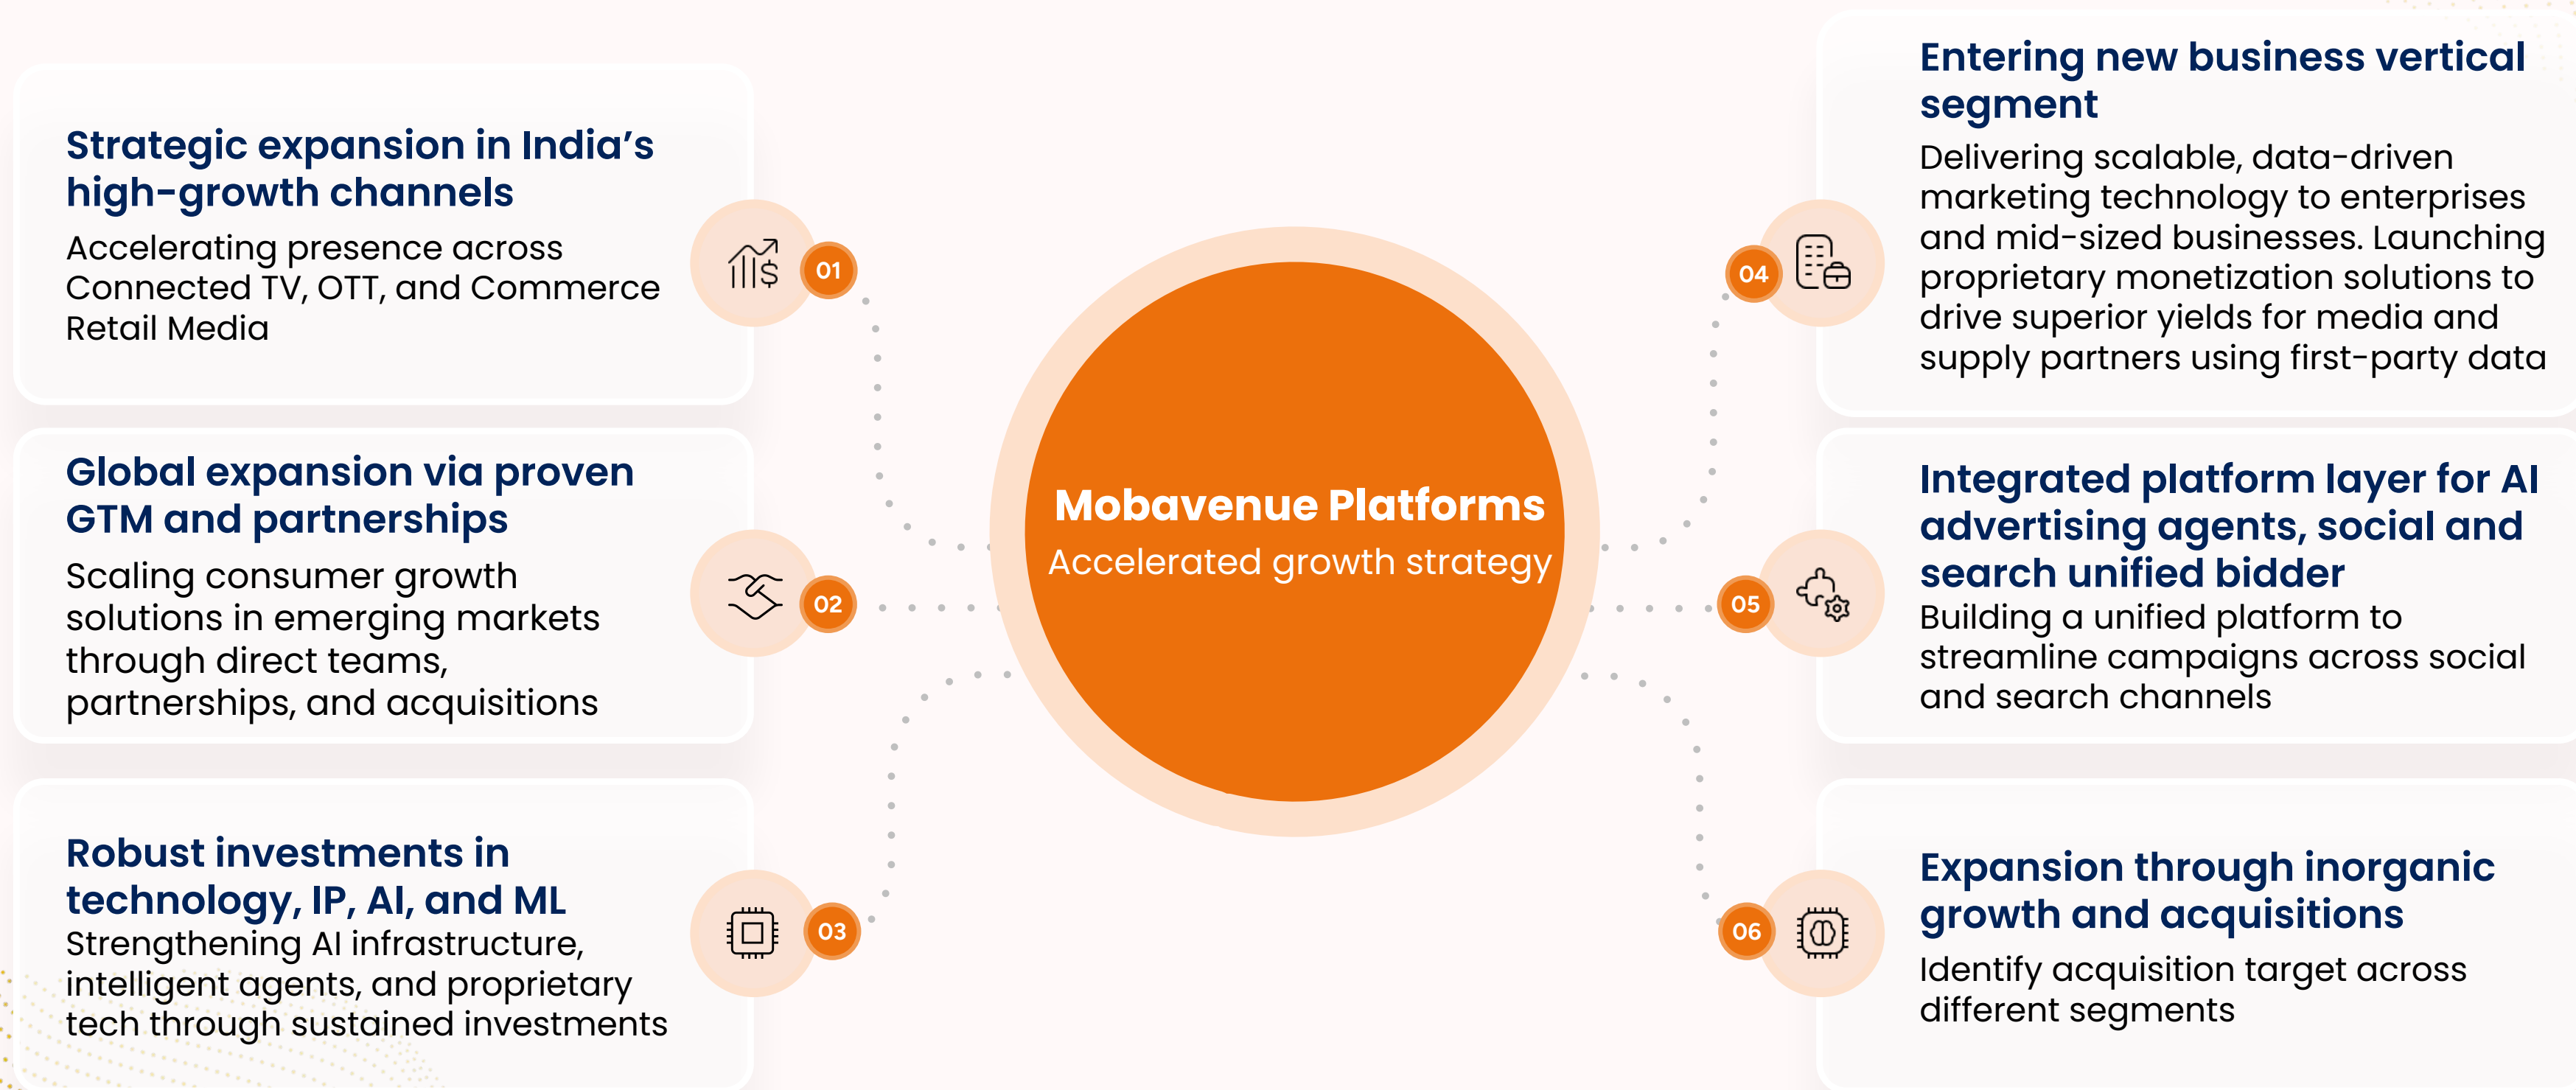 Strategic expansion in India’s
high-growth channels
Accelerating presence across
Connected TV, OTT, and Commerce
Retail Media
01
Global expansion via proven
GTM and partnerships
Scaling consumer growth
solutions in emerging markets
through direct teams,
partnerships, and acquisitions
02
Robust investments in
technology, IP, AI, and ML
Strengthening AI infrastructure,
intelligent agents, and proprietary
tech through sustained investments
03
Mobavenue Platforms
Accelerated growth strategy
04
Entering new business vertical
segment
Delivering scalable, data-driven
marketing technology to enterprises
and mid-sized businesses. Launching
proprietary monetization solutions to
drive superior yields for media and
supply partners using first-party data
05
Integrated platform layer for AI
advertising agents, social and
search unified bidder
Building a unified platform to
streamline campaigns across social
and search channels
06
Expansion through inorganic
growth and acquisitions
Identify acquisition target across
different segments